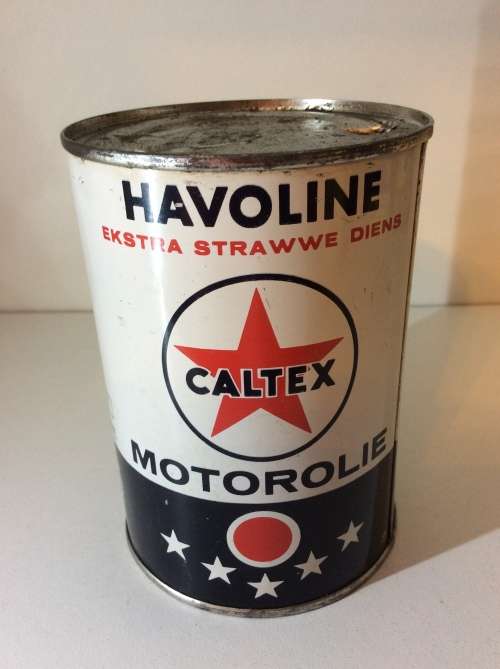 HAVOLINE
EKSTRA STRAWWE DIENS
CALTEX
MOTOROLIE